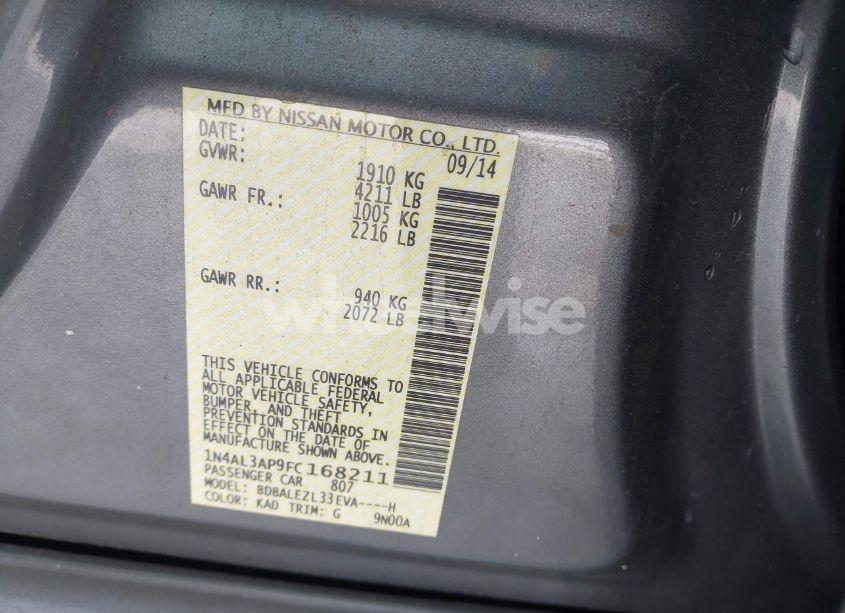 MFD BY NISSAN MOTOR CO., LTD.
DATE: 09/14
GVWR: 1910 KG
4211 LB
GAWR FR.: 1005 KG
2216 LB
GAWR RR.: 940 KG
2072 LB
THIS VEHICLE CONFORMS TO
ALL APPLICABLE FEDERAL
MOTOR VEHICLE SAFETY,
BUMPER, AND THEFT
PREVENTION STANDARDS IN
EFFECT ON THE DATE OF
MANUFACTURE SHOWN ABOVE.
1N4AL3AP9FC168211
PASSENGER CAR 807
MODEL: BDBALEZL33EVA----H
COLOR: KAD TRIM: G 9N00A
wheelwise